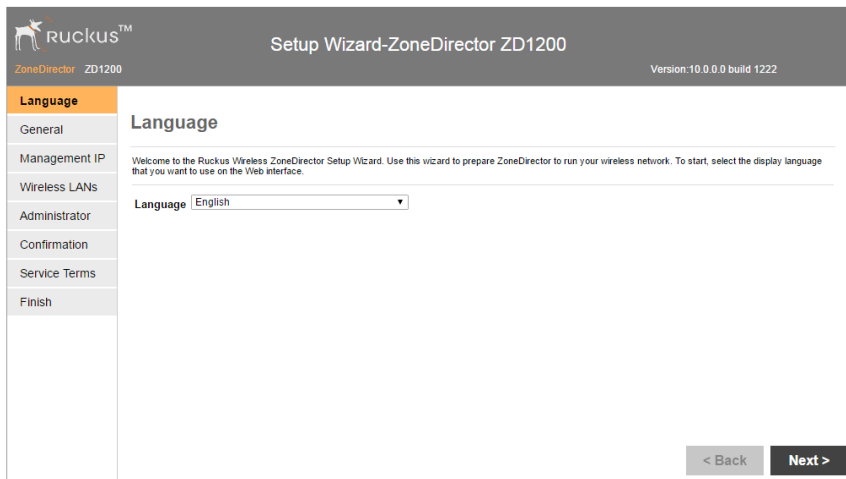 Ruckus™
ZoneDirector ZD1200
Setup Wizard-ZoneDirector ZD1200
Version:10.0.0.0 build 1222
Language
General
Management IP
Wireless LANs
Administrator
Confirmation
Service Terms
Finish
Language
Welcome to the Ruckus Wireless ZoneDirector Setup Wizard. Use this wizard to prepare ZoneDirector to run your wireless network. To start, select the display language
that you want to use on the Web interface.
Language English
< Back Next >